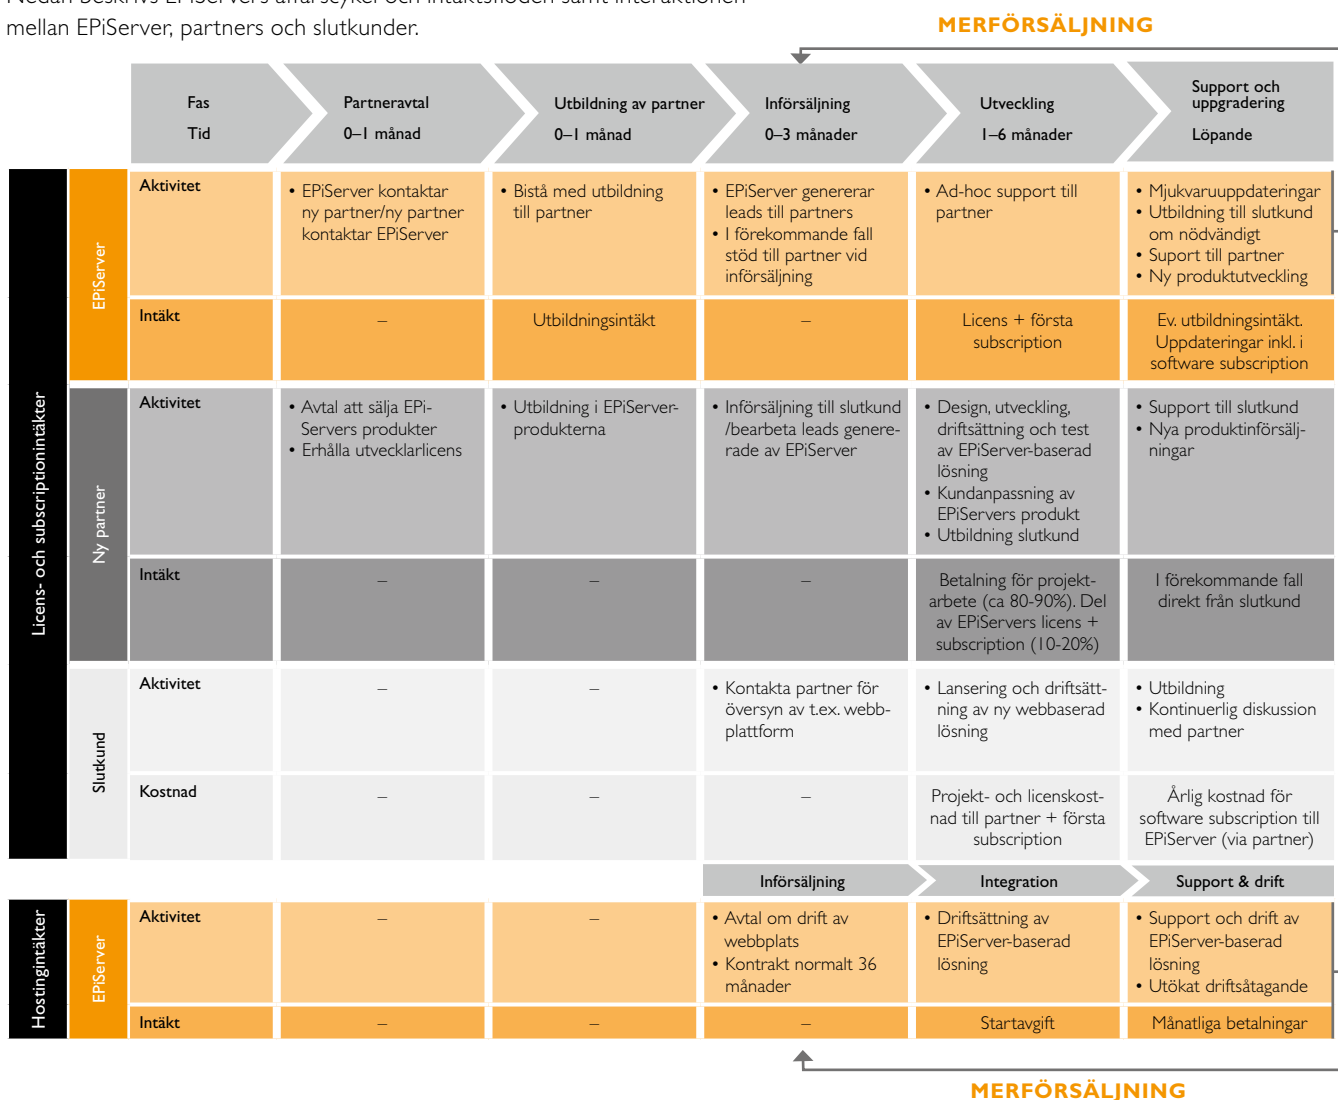 Nedan beskrivs EPiServers affärscykel och intäktsflöden samt interaktionen
mellan EPiServer, partners och slutkunder.
MERFÖRSÄLJNING
Fas
Tid
Partneravtal
0–1 månad
Utbildning av partner
0–1 månad
Införsäljning
0–3 månader
Utveckling
1–6 månader
Support och
uppgradering
Löpande
Licens- och subscriptionintäkter
EPiServer
Aktivitet
• EPiServer kontaktar
ny partner/ny partner
kontaktar EPiServer
• Bistå med utbildning
till partner
• EPiServer genererar
leads till partners
• I förekommande fall
stöd till partner vid
införsäljning
• Ad-hoc support till
partner
• Mjukvaruuppdateringar
• Utbildning till slutkund
om nödvändigt
• Suport till partner
• Ny produktutveckling
Intäkt
–
Utbildningsintäkt
–
Licens + första
subscription
Ev. utbildningsintäkt.
Uppdateringar inkl. i
software subscription
Ny partner
Aktivitet
• Avtal att sälja EPi-
Servers produkter
• Erhålla utvecklarlicens
• Utbildning i EPiServer-
produkterna
• Införsäljning till slutkund
/bearbeta leads genere-
rade av EPiServer
• Design, utveckling,
driftsättning och test
av EPiServer-baserad
lösning
• Kundanpassning av
EPiServers produkt
• Utbildning slutkund
• Support till slutkund
• Nya produktinförsälj-
ningar
Intäkt
–
–
–
Betalning för projekt-
arbete (ca 80-90%). Del
av EPiServers licens +
subscription (10-20%)
I förekommande fall
direkt från slutkund
Slutkund
Aktivitet
–
–
• Kontakta partner för
översyn av t.ex. webb-
plattform
• Lansering och driftsätt-
ning av ny webbaserad
lösning
• Utbildning
• Kontinuerlig diskussion
med partner
Kostnad
–
–
–
Projekt- och licenskost-
nad till partner + första
subscription
Årlig kostnad för
software subscription till
EPiServer (via partner)
Införsäljning
Integration
Support & drift
Hostingintäkter
EPiServer
Aktivitet
–
–
• Avtal om drift av
webbplats
• Kontrakt normalt 36
månader
• Driftsättning av
EPiServer-baserad
lösning
• Support och drift av
EPiServer-baserad
lösning
• Utökat driftsåtagande
Intäkt
–
–
–
Startavgift
Månatliga betalningar
MERFÖRSÄLJNING